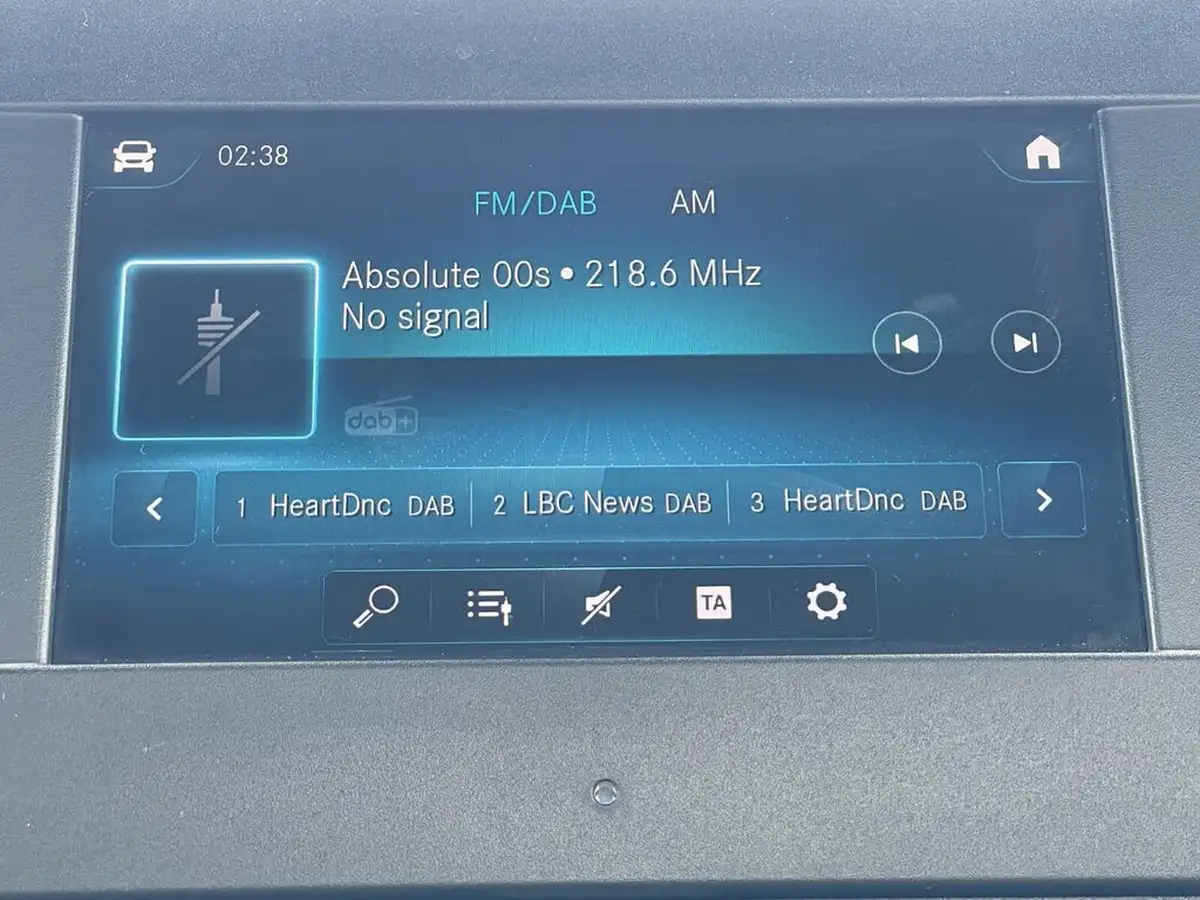 02:38
FM/DAB AM
Absolute 00s • 218.6 MHz
No signal
dab+
1 HeartDnc DAB 2 LBC News DAB 3 HeartDnc DAB
TA